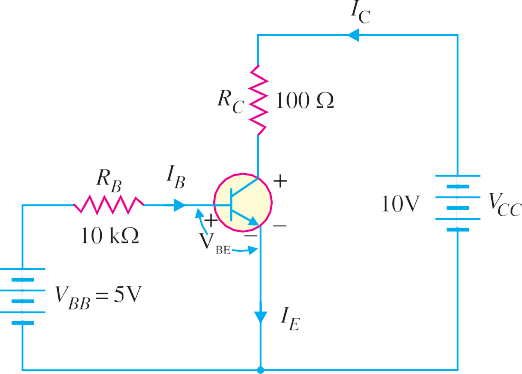 I_C
R_C 100 Ω
R_B
I_B
+
10 kΩ
+
−
10V
V_CC
V_BE
−
V_BB = 5V
I_E